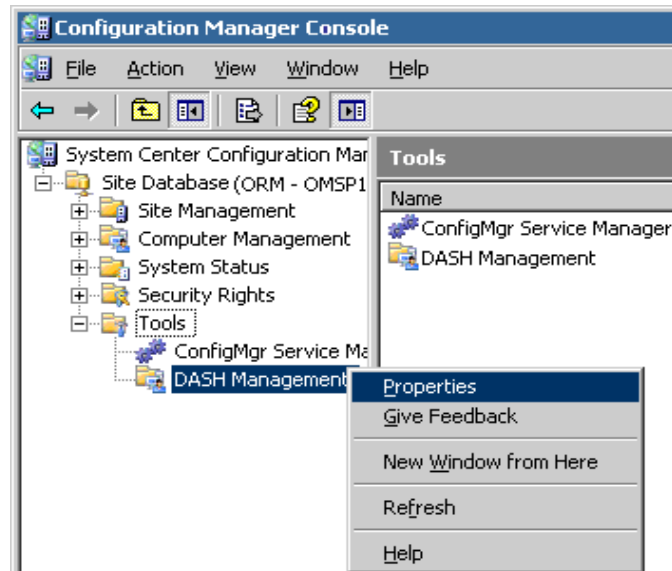 Configuration Manager Console
File Action View Window Help
System Center Configuration Mar
Site Database (ORM - OMSP1
Site Management
Computer Management
System Status
Security Rights
Tools
ConfigMgr Service Ma
DASH Management
Tools
Name
ConfigMgr Service Manager
DASH Management
Properties
Give Feedback
New Window from Here
Refresh
Help